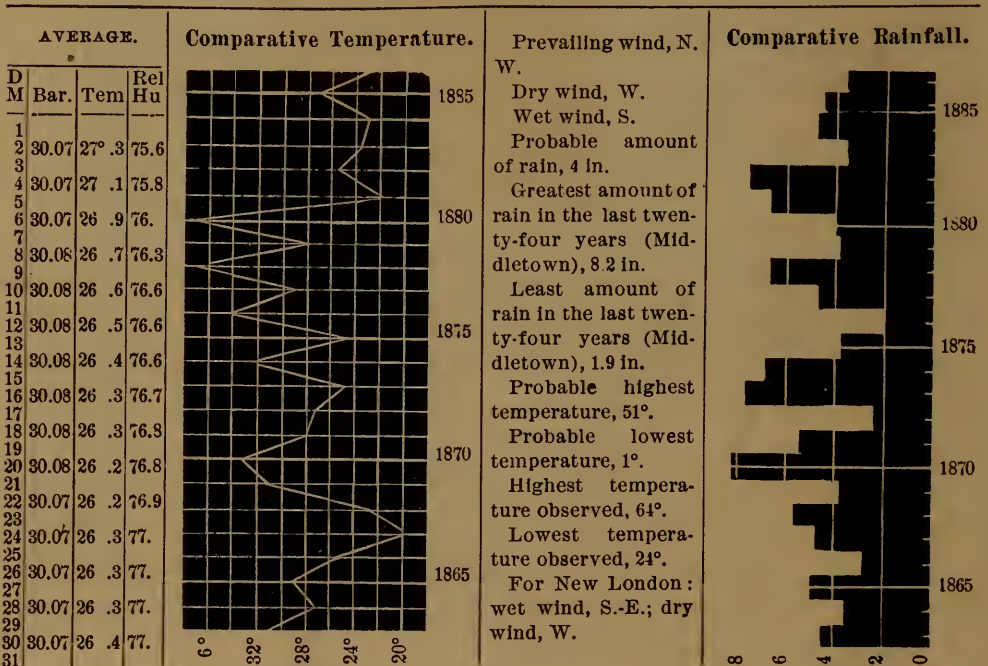 AVERAGE.
D M Bar. Tem Rel Hu
1
2 30.07 27° .3 75.6
3
4 30.07 27 .1 75.8
5
6 30.07 26 .9 76.
7
8 30.08 26 .7 76.3
9
10 30.08 26 .6 76.6
11
12 30.08 26 .5 76.6
13
14 30.08 26 .4 76.6
15
16 30.08 26 .3 76.7
17
18 30.08 26 .3 76.8
19
20 30.08 26 .2 76.8
21
22 30.07 26 .2 76.9
23
24 30.07 26 .3 77.
25
26 30.07 26 .3 77.
27
28 30.07 26 .3 77.
29
30 30.07 26 .4 77.
31
Comparative Temperature.
1885
1880
1875
1870
1865
6° 32° 28° 24° 20°
Prevailing wind, N.
W.
Dry wind, W.
Wet wind, S.
Probable amount
of rain, 4 in.
Greatest amount of
rain in the last twen-
ty-four years (Mid-
dletown), 8.2 in.
Least amount of
rain in the last twen-
ty-four years (Mid-
dletown), 1.9 in.
Probable highest
temperature, 51°.
Probable lowest
temperature, 1°.
Highest tempera-
ture observed, 64°.
Lowest tempera-
ture observed, 24°.
For New London:
wet wind, S.-E.; dry
wind, W.
Comparative Rainfall.
1885
1880
1875
1870
1865
8 6 4 2 0